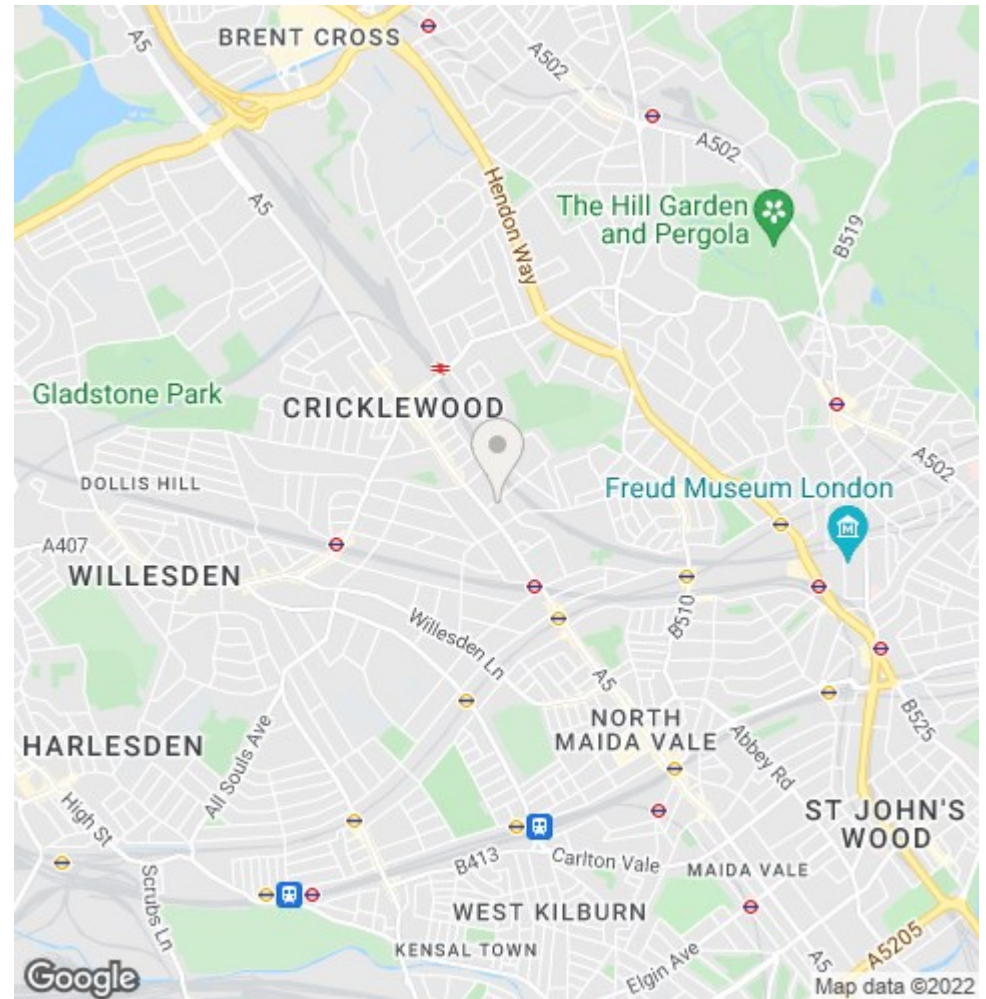 BRENT CROSS
A5
A502
A502
Hendon Way
The Hill Garden
and Pergola
B519
A5
Gladstone Park
CRICKLEWOOD
A502
DOLLIS HILL
Freud Museum London
M
A407
WILLESDEN
B510
Willesden Ln
A5
B525
NORTH
MAIDA VALE
Abbey Rd
HARLESDEN
All Souls Ave
High St
ST JOHN'S
WOOD
B413
Carlton Vale
MAIDA VALE
Scrubs Ln
WEST KILBURN
KENSAL TOWN
Elgin Ave
A5
A5205
Google
Map data ©2022